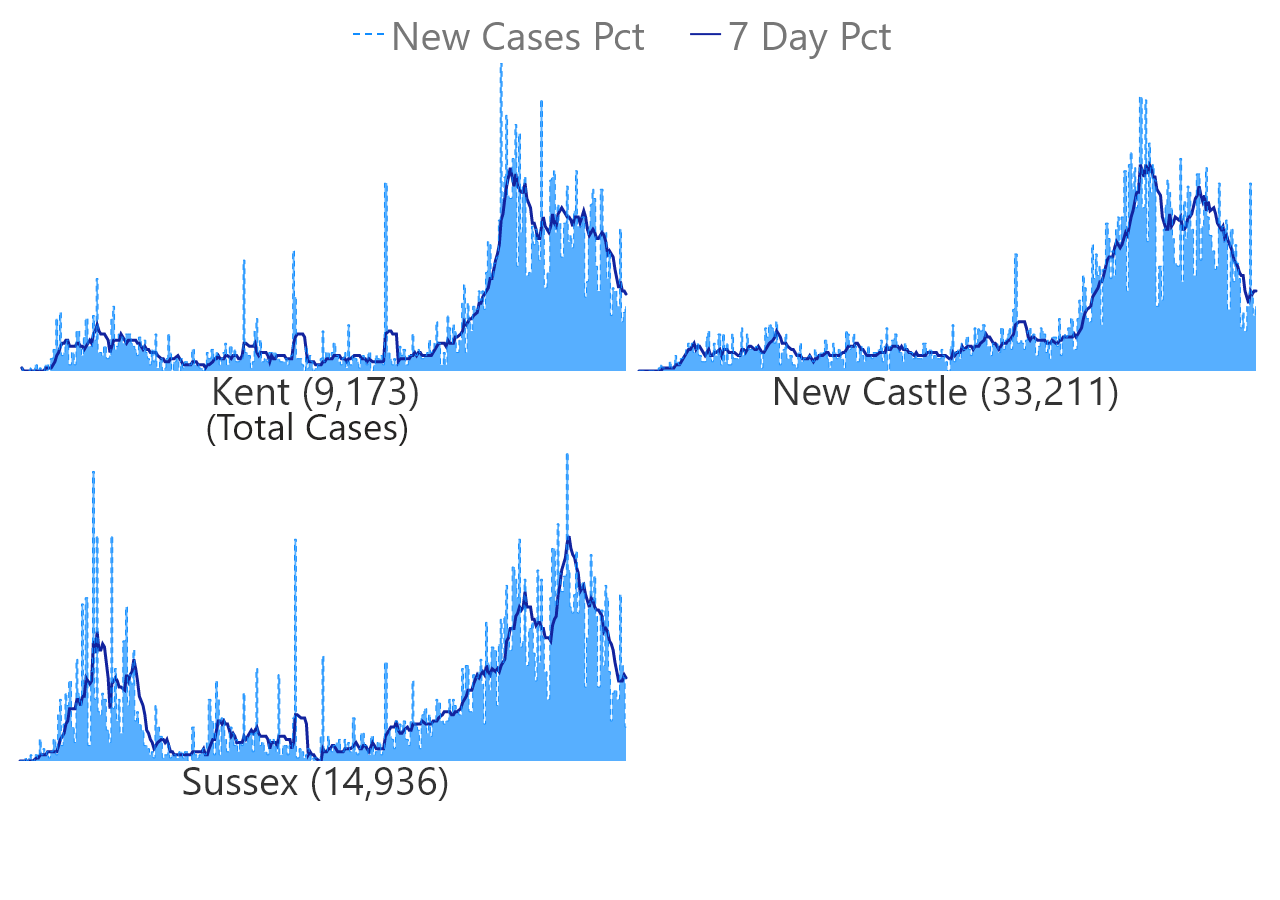 New Cases Pct 7 Day Pct
Kent (9,173)
(Total Cases)
New Castle (33,211)
Sussex (14,936)